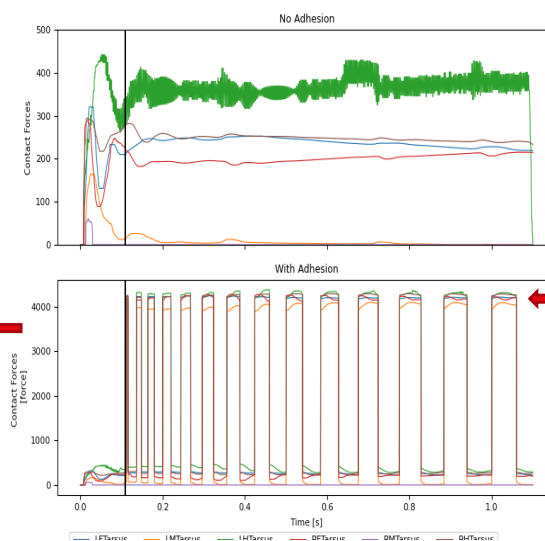 No Adhesion
500
400
300
200
100
0
Contact Forces
With Adhesion
4000
3000
2000
1000
0
Contact Forces
[force]
0.0 0.2 0.4 0.6 0.8 1.0
Time [s]
LFTarsus LMTarsus LHTarsus RFTarsus RMTarsus RHTarsus